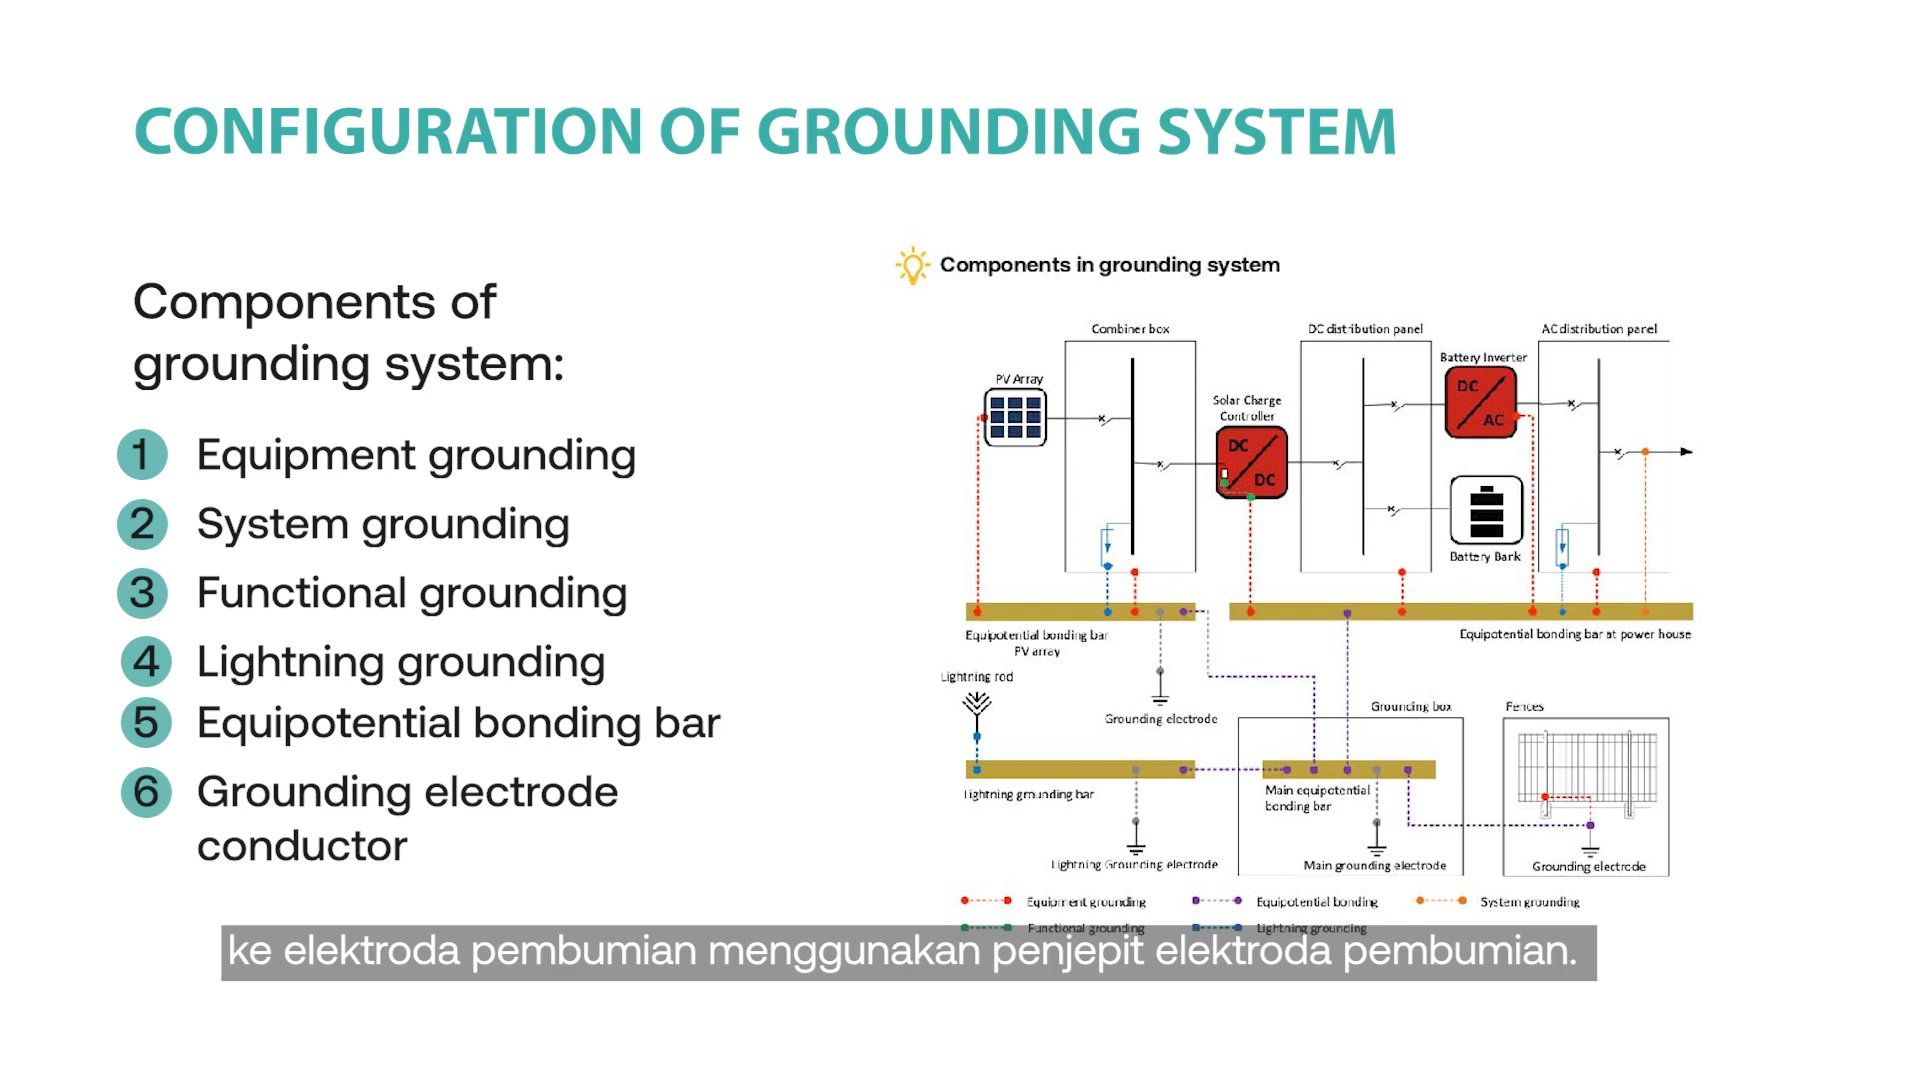 CONFIGURATION OF GROUNDING SYSTEM
Components of
grounding system:
1 Equipment grounding
2 System grounding
3 Functional grounding
4 Lightning grounding
5 Equipotential bonding bar
6 Grounding electrode
conductor
Components in grounding system
Combiner box
DC distribution panel
AC distribution panel
Battery Inverter
PV Array
Solar Charge
Controller
DC
AC
DC
DC
Battery Bank
Equipotential bonding bar
PV array
Equipotential bonding bar at power house
Lightning rod
Grounding electrode
Grounding box
Fences
Lightning grounding bar
Main equipotential
bonding bar
Lightning Grounding electrode
Main grounding electrode
Grounding electrode
Equipment grounding
Equipotential bonding
System grounding
Functional grounding
Lightning grounding
ke elektroda pembumian menggunakan penjepit elektroda pembumian.